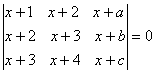 |x+1 x+2 x+a|
|x+2 x+3 x+b| = 0
|x+3 x+4 x+c|